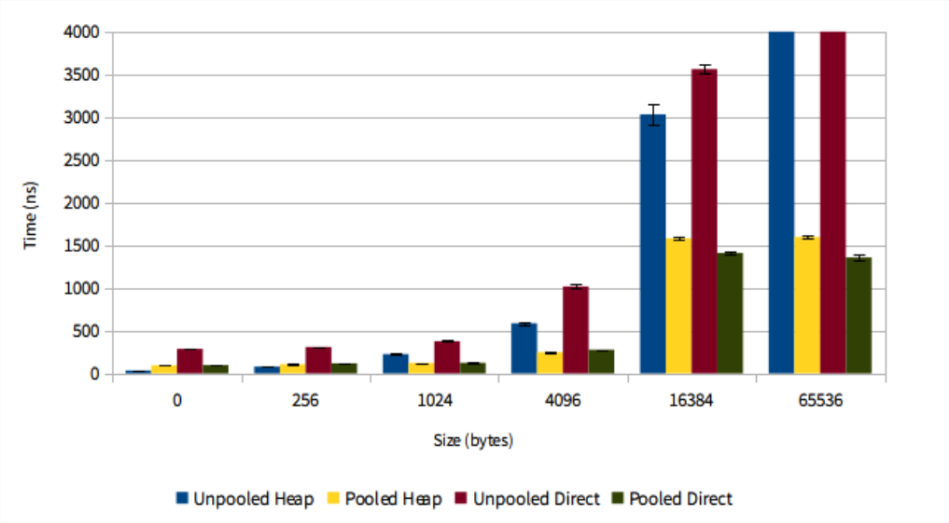 4000
3500
3000
2500
2000
1500
1000
500
0
Time (ns)
0 256 1024 4096 16384 65536
Size (bytes)
Unpooled Heap Pooled Heap Unpooled Direct Pooled Direct